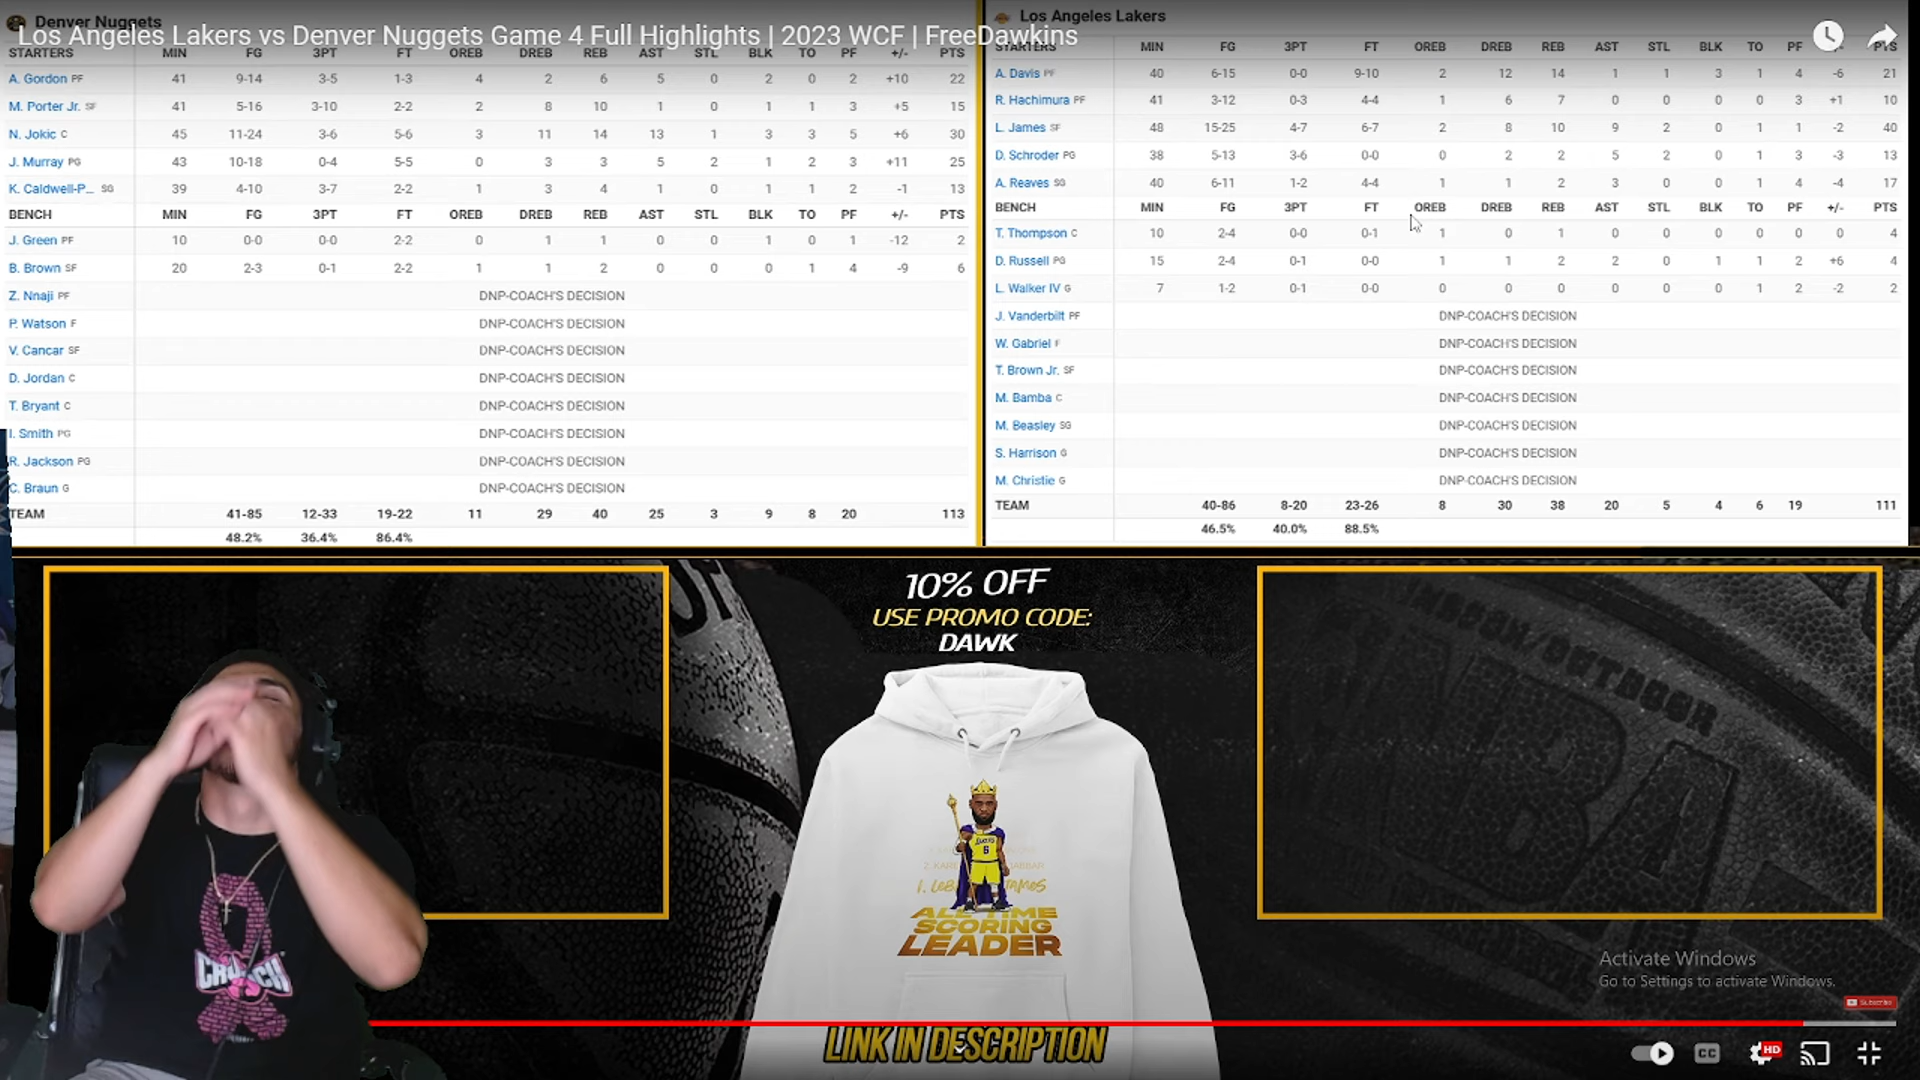 Denver Nuggets
Los Angeles Lakers vs Denver Nuggets Game 4 Full Highlights | 2023 WCF | FreeDawkins
STARTERS MIN FG 3PT FT OREB DREB REB AST STL BLK TO PF +/- PTS
A. Gordon PF 41 9-14 3-5 1-3 4 2 6 5 0 2 0 2 +10 22
M. Porter Jr. SF 41 5-16 3-10 2-2 2 8 10 1 0 1 1 3 +5 15
N. Jokic C 45 11-24 3-6 5-6 3 11 14 13 1 3 3 5 +6 30
J. Murray PG 43 10-18 0-4 5-5 0 3 3 5 2 1 2 3 +11 25
K. Caldwell-P... SG 39 4-10 3-7 2-2 1 3 4 1 0 1 1 2 -1 13
BENCH MIN FG 3PT FT OREB DREB REB AST STL BLK TO PF +/- PTS
J. Green PF 10 0-0 0-0 2-2 0 1 1 0 0 1 0 1 -12 2
B. Brown SF 20 2-3 0-1 2-2 1 1 2 0 0 0 1 4 -9 6
Z. Nnaji PF DNP-COACH'S DECISION
P. Watson F DNP-COACH'S DECISION
V. Cancar SF DNP-COACH'S DECISION
D. Jordan C DNP-COACH'S DECISION
T. Bryant C DNP-COACH'S DECISION
I. Smith PG DNP-COACH'S DECISION
R. Jackson PG DNP-COACH'S DECISION
C. Braun G DNP-COACH'S DECISION
TEAM 41-85 12-33 19-22 11 29 40 25 3 9 8 20 113
48.2% 36.4% 86.4%
Los Angeles Lakers
STARTERS MIN FG 3PT FT OREB DREB REB AST STL BLK TO PF +/- PTS
A. Davis PF 40 6-15 0-0 9-10 2 12 14 1 1 3 1 4 -6 21
R. Hachimura PF 41 3-12 0-3 4-4 1 6 7 0 0 0 0 3 +1 10
L. James SF 48 15-25 4-7 6-7 2 8 10 9 2 0 1 1 -2 40
D. Schroder PG 38 5-13 3-6 0-0 0 2 2 5 2 0 1 3 -3 13
A. Reaves SG 40 6-11 1-2 4-4 1 1 2 3 0 0 1 4 -4 17
BENCH MIN FG 3PT FT OREB DREB REB AST STL BLK TO PF +/- PTS
T. Thompson C 10 2-4 0-0 0-1 1 0 1 0 0 0 0 0 0 4
D. Russell PG 15 2-4 0-1 0-0 1 1 2 2 0 1 1 2 +6 4
L. Walker IV G 7 1-2 0-1 0-0 0 0 0 0 0 0 1 2 -2 2
J. Vanderbilt PF DNP-COACH'S DECISION
W. Gabriel F DNP-COACH'S DECISION
T. Brown Jr. SF DNP-COACH'S DECISION
M. Bamba C DNP-COACH'S DECISION
M. Beasley SG DNP-COACH'S DECISION
S. Harrison G DNP-COACH'S DECISION
M. Christie G DNP-COACH'S DECISION
TEAM 40-86 8-20 23-26 8 30 38 20 5 4 6 19 111
46.5% 40.0% 88.5%
10% OFF
USE PROMO CODE:
DAWK
INDOOR/OUTDOOR
NBA
ALL TIME
SCORING
LEADER
LAKERS
6
CRUNCH
Activate Windows
Go to Settings to activate Windows.
Subscribe
LINK IN DESCRIPTION
CC
HD